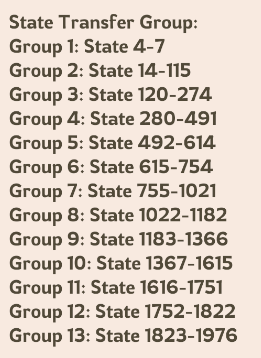 State Transfer Group:
Group 1: State 4-7
Group 2: State 14-115
Group 3: State 120-274
Group 4: State 280-491
Group 5: State 492-614
Group 6: State 615-754
Group 7: State 755-1021
Group 8: State 1022-1182
Group 9: State 1183-1366
Group 10: State 1367-1615
Group 11: State 1616-1751
Group 12: State 1752-1822
Group 13: State 1823-1976